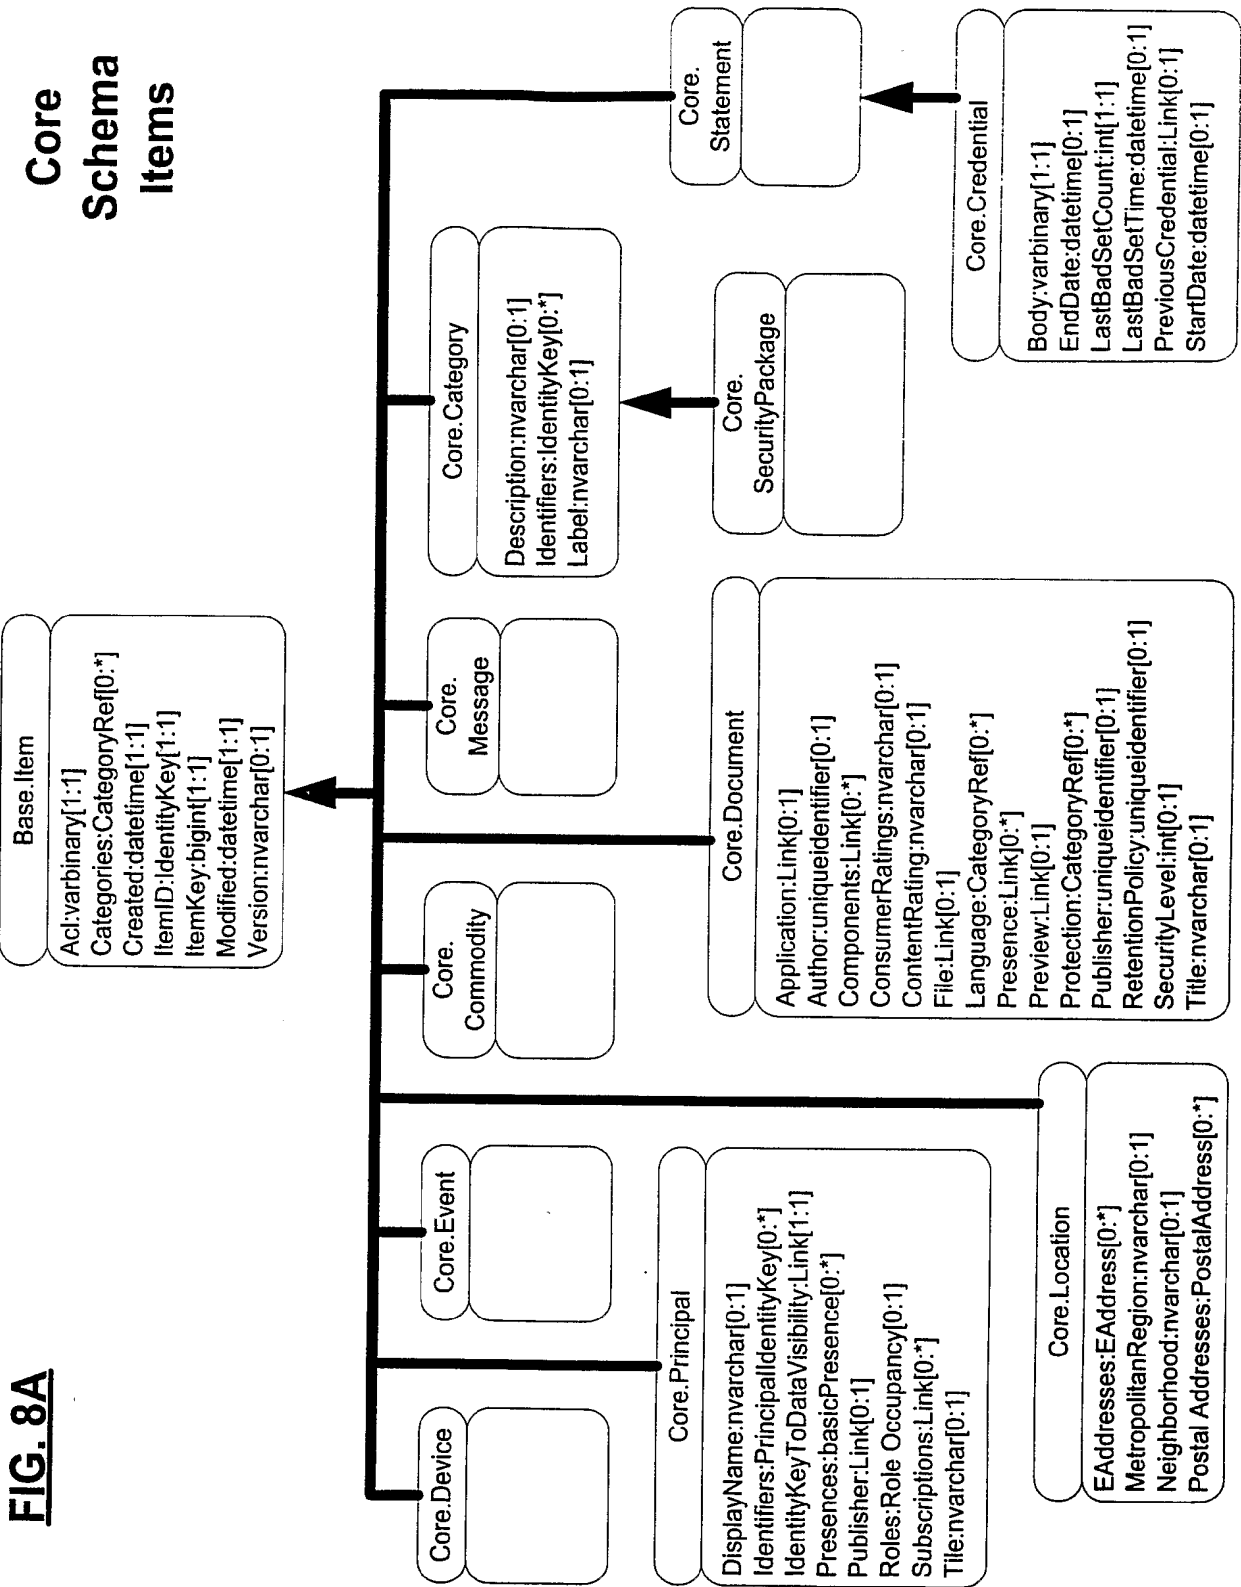 FIG. 8A
Core
Schema
Items
Base.Item
Acl:varbinary[1:1]
Categories:CategoryRef[0:*]
Created:datetime[1:1]
ItemID:IdentityKey[1:1]
ItemKey:bigint[1:1]
Modified:datetime[1:1]
Version:nvarchar[0:1]
Core.Device
Core.Event
Core.
Commodity
Core.
Message
Core.Category
Description:nvarchar[0:1]
Identifiers:IdentityKey[0:*]
Label:nvarchar[0:1]
Core.
Statement
Core.Principal
DisplayName:nvarchar[0:1]
Identifiers:PrincipalIdentityKey[0:*]
IdentityKeyToDataVisibility:Link[1:1]
Presences:basicPresence[0:*]
Publisher:Link[0:1]
Roles:Role Occupancy[0:1]
Subscriptions:Link[0:*]
Tile:nvarchar[0:1]
Core.Document
Application:Link[0:1]
Author:uniqueidentifier[0:1]
Components:Link[0:*]
ConsumerRatings:nvarchar[0:1]
ContentRating:nvarchar[0:1]
File:Link[0:1]
Language:CategoryRef[0:*]
Presence:Link]0:*]
Preview:Link[0:1]
Protection:CategoryRef[0:*]
Publisher:uniqueidentifier[0:1]
RetentionPolicy:uniqueidentifier[0:1]
SecurityLevel:int[0:1]
Title:nvarchar[0:1]
Core.
SecurityPackage
Core.Location
EAddresses:EAddress[0:*]
MetropolitanRegion:nvarchar[0:1]
Neighborhood:nvarchar[0:1]
Postal Addresses:PostalAddress[0:*]
Core.Credential
Body:varbinary[1:1]
EndDate:datetime[0:1]
LastBadSetCount:int[1:1]
LastBadSetTime:datetime[0:1]
PreviousCredential:Link[0:1]
StartDate:datetime[0:1]